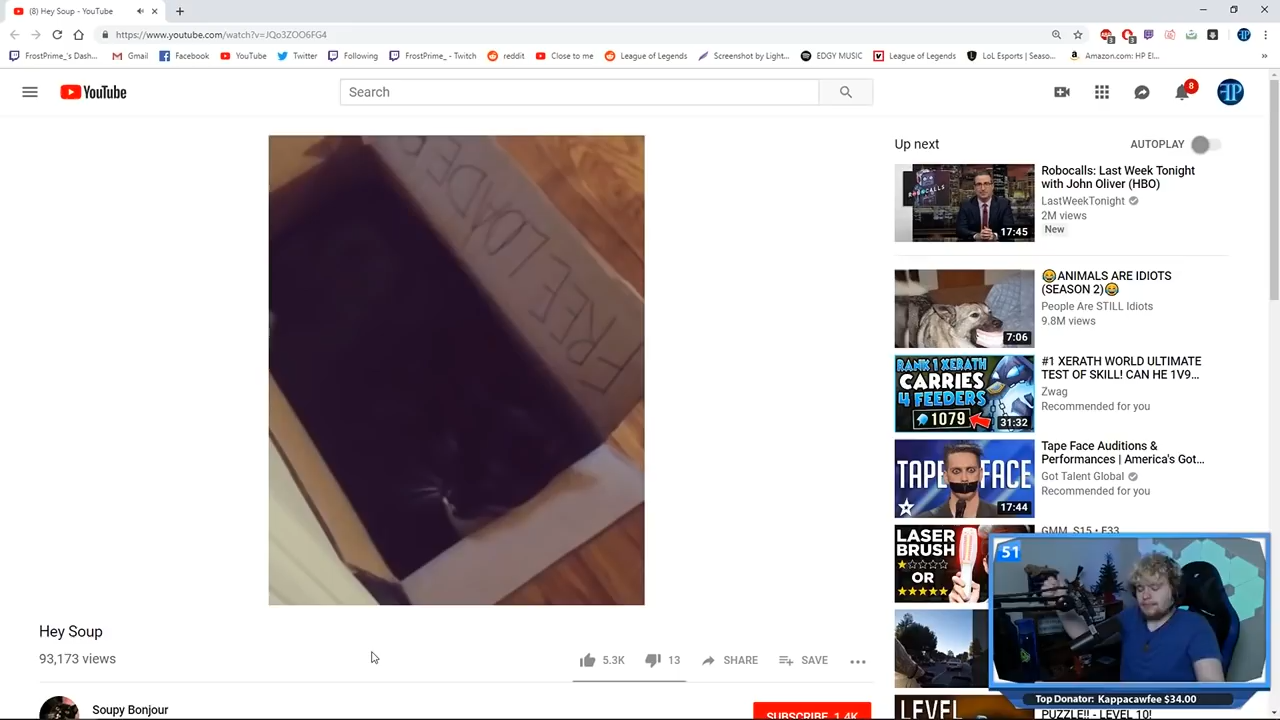 (8) Hey Soup - YouTube
https://www.youtube.com/watch?v=JQo3ZOO6FG4
FrostPrime_'s Dash...
Gmail
Facebook
YouTube
Twitter
Following
FrostPrime_ - Twitch
reddit
Close to me
League of Legends
Screenshot by Light...
EDGY MUSIC
League of Legends
LoL Esports | Seaso...
Amazon.com: HP El...
»
YouTube
Search
8
Up next
AUTOPLAY
ROBOCALLS
17:45
Robocalls: Last Week Tonight
with John Oliver (HBO)
LastWeekTonight
2M views
New
7:06
😂ANIMALS ARE IDIOTS
(SEASON 2)😂
People Are STILL Idiots
9.8M views
RANK 1 XERATH
CARRIES
4 FEEDERS
1079
31:32
#1 XERATH WORLD ULTIMATE
TEST OF SKILL! CAN HE 1V9...
Zwag
Recommended for you
TAPE FACE
17:44
Tape Face Auditions &
Performances | America's Got...
Got Talent Global
Recommended for you
LASER
BRUSH
OR
GMM S15 • E33
51
Top Donator: Kappacawfee $34.00
LEVEL
PUZZLE!! - LEVEL 10!
Hey Soup
93,173 views
5.3K
13
SHARE
SAVE
Soupy Bonjour
SUBSCRIBE 1.4K